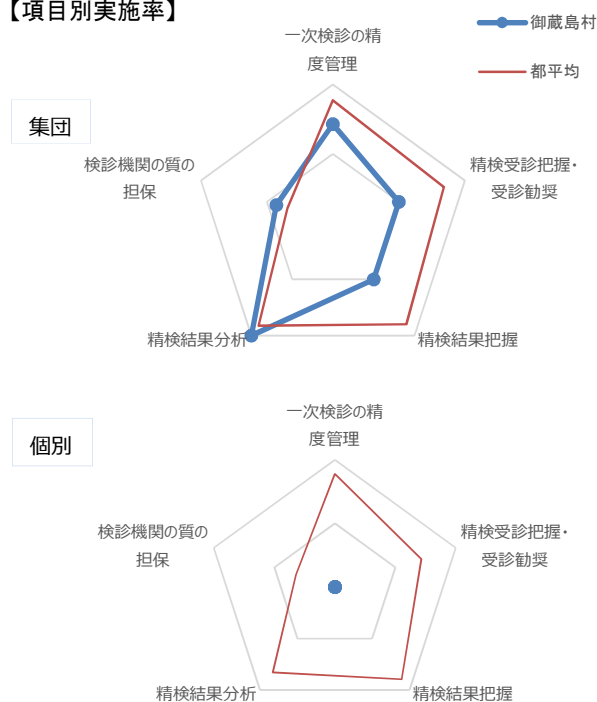 【項目別実施率】
御蔵島村
都平均
集団
一次検診の精
度管理
精検受診把握・
受診勧奨
精検結果把握
精検結果分析
検診機関の質の
担保
個別
一次検診の精
度管理
精検受診把握・
受診勧奨
精検結果把握
精検結果分析
検診機関の質の
担保